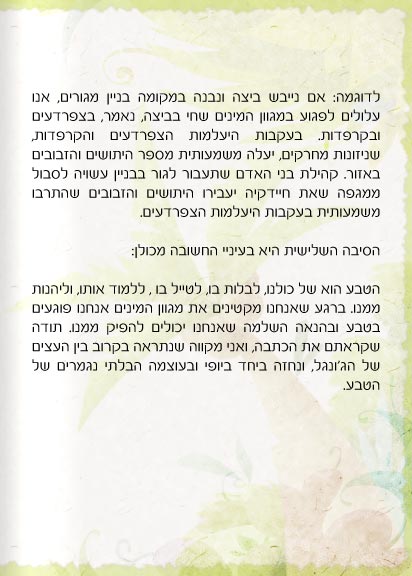 לדוגמה: אם נייבש ביצה ונבנה במקומה בניין מגורים, אנו
עלולים לפגוע במגוון המינים שחי בביצה, נאמר, בצפרדעים
ובקרפדות. בעקבות היעלמות הצפרדעים והקרפדות,
שניזונות מחרקים, יעלה משמעותית מספר היתושים והזבובים
באזור. קהילת בני האדם שתעבור לגור בבניין עשויה לסבול
ממגפה שאת חיידקיה יעבירו היתושים והזבובים שהתרבו
משמעותית בעקבות היעלמות הצפרדעים.
הסיבה השלישית היא בעיניי החשובה מכולן:
הטבע הוא של כולנו, לבלות בו, לטייל בו , ללמוד אותו, וליהנות
ממנו. ברגע שאנחנו מקטינים את מגוון המינים אנחנו פוגעים
בטבע ובהנאה השלמה שאנחנו יכולים להפיק ממנו. תודה
שקראתם את הכתבה, ואני מקווה שנתראה בקרוב בין העצים
של הג'ונגל, ונחזה ביחד ביופי ובעוצמה הבלתי נגמרים של
הטבע.